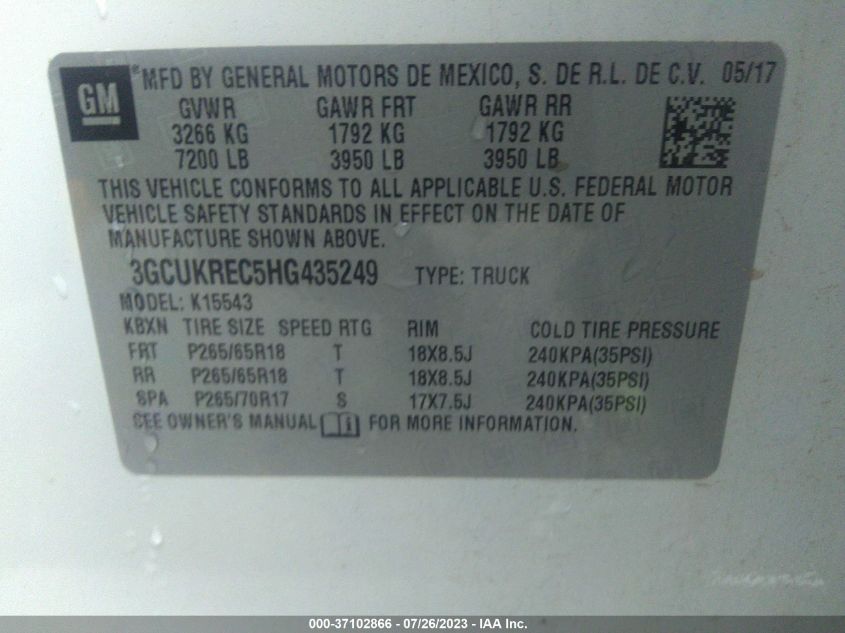 GM
® MFD BY GENERAL MOTORS DE MEXICO, S. DE R.L. DE C.V. 05/17
GVWR GAWR FRT GAWR RR
3266 KG 1792 KG 1792 KG
7200 LB 3950 LB 3950 LB
THIS VEHICLE CONFORMS TO ALL APPLICABLE U.S. FEDERAL MOTOR
VEHICLE SAFETY STANDARDS IN EFFECT ON THE DATE OF
MANUFACTURE SHOWN ABOVE.
3GCUKREC5HG435249 TYPE: TRUCK
MODEL: K15543
KBXN TIRE SIZE SPEED RTG RIM COLD TIRE PRESSURE
FRT P265/65R18 T 18X8.5J 240KPA(35PSI)
RR P265/65R18 T 18X8.5J 240KPA(35PSI)
SPA P265/70R17 S 17X7.5J 240KPA(35PSI)
SEE OWNER'S MANUAL i FOR MORE INFORMATION.
000-37102866 - 07/26/2023 - IAA Inc.